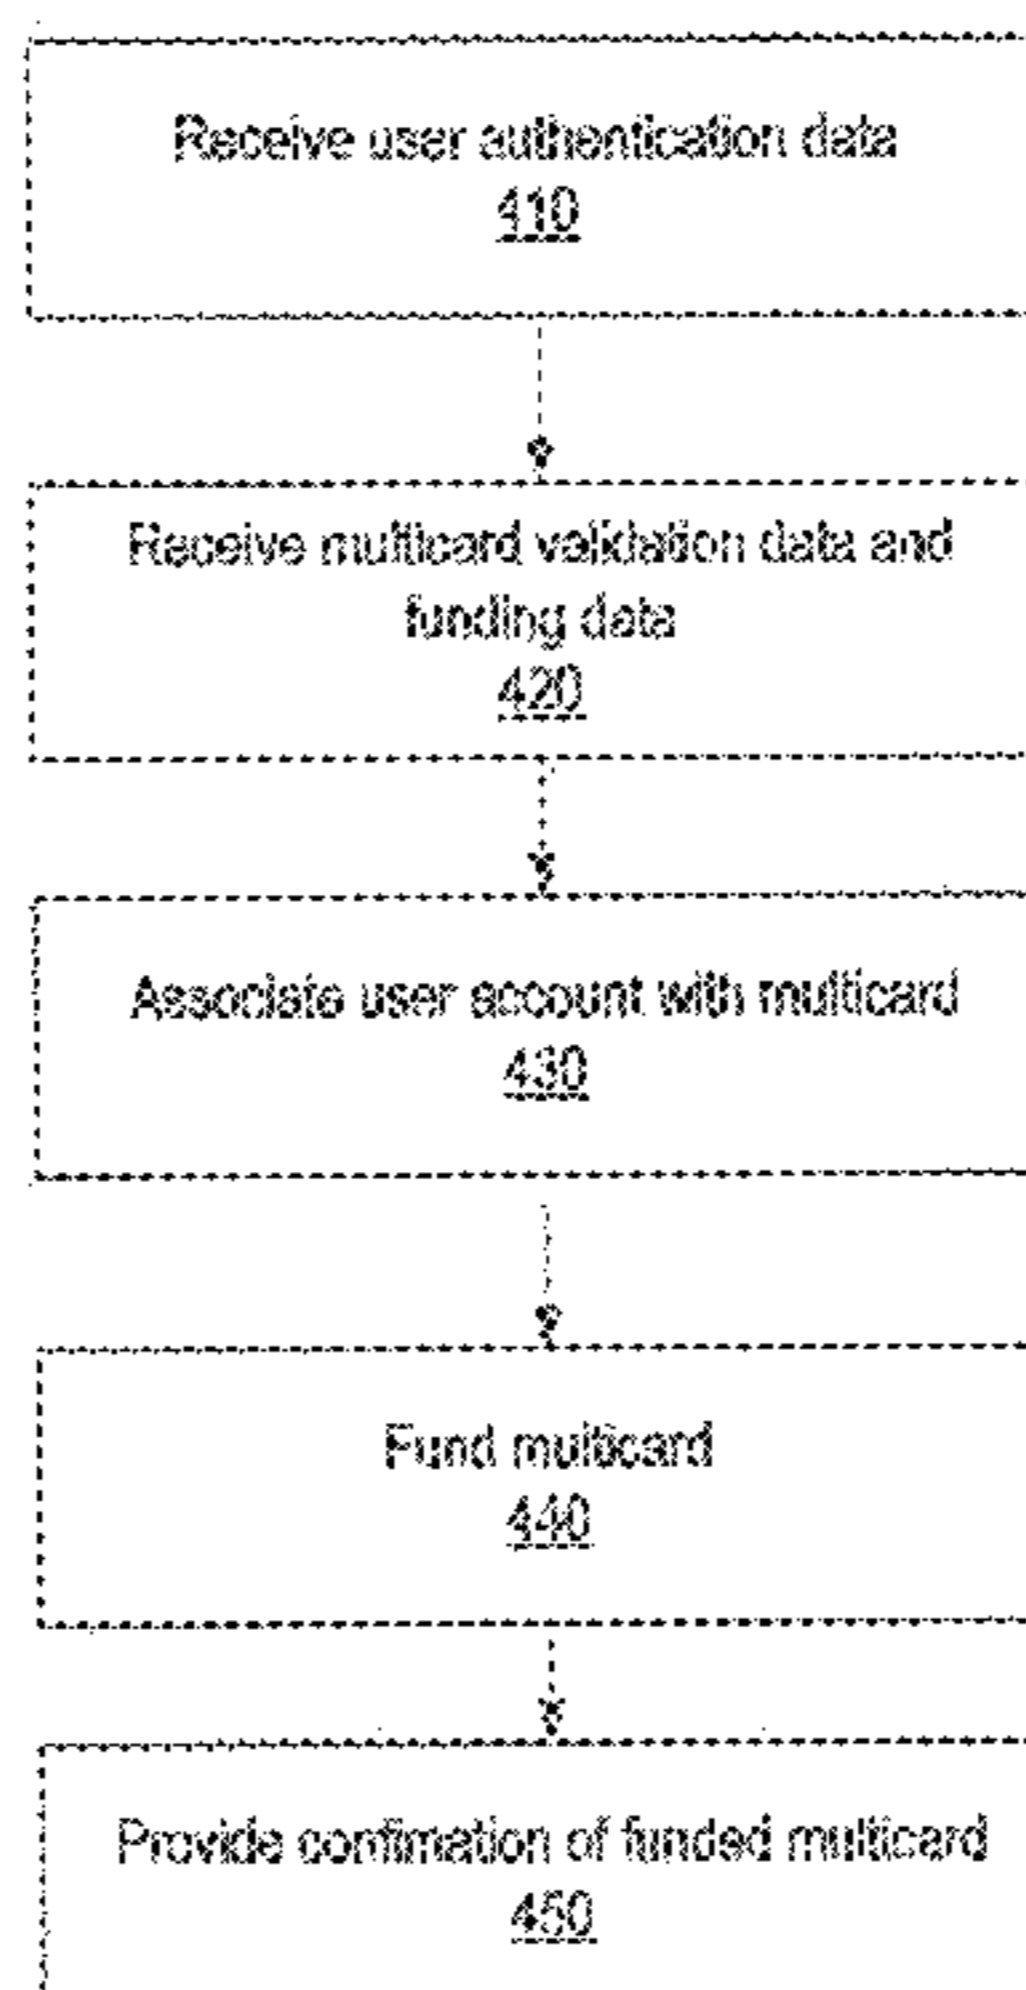 Receive user authentication data
410
Receive multicard validation data and
funding data
420
Associate user account with multicard
430
Fund multicard
440
Provide confimation of funded multicard
450